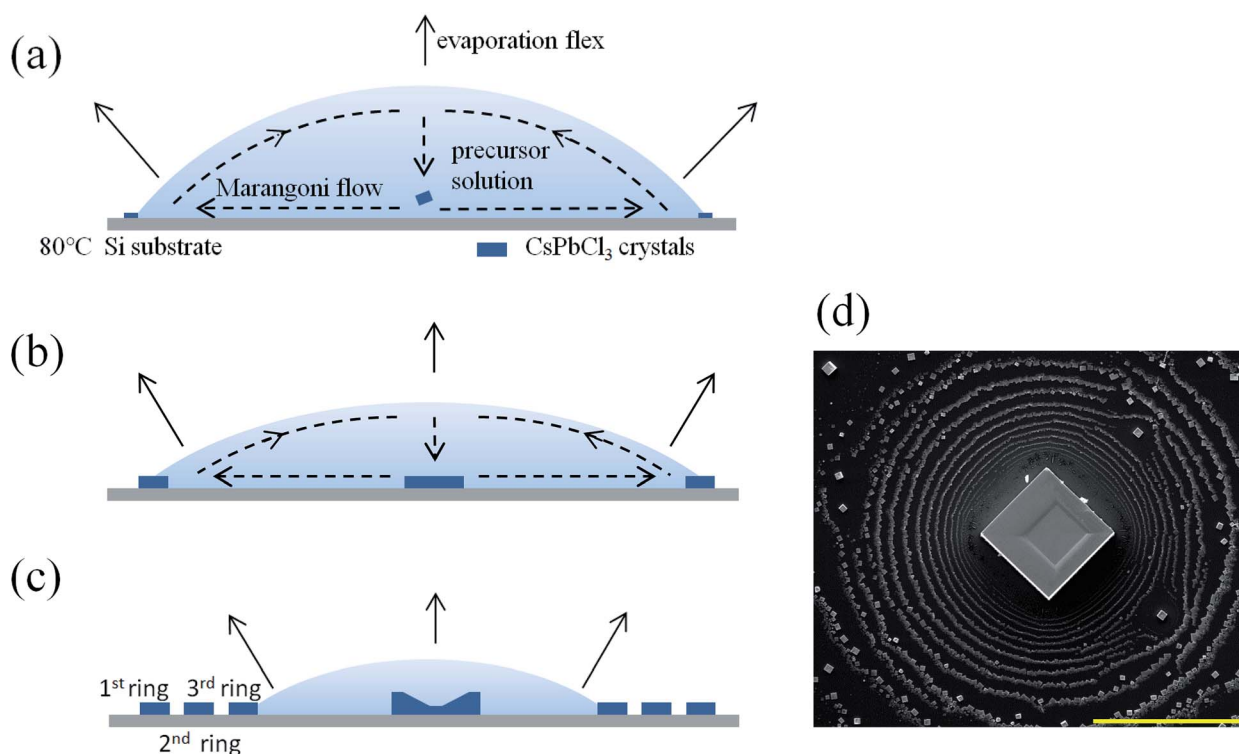 (a)
evaporation flex
precursor
solution
Marangoni flow
80°C Si substrate
CsPbCl₃ crystals
(b)
(d)
(c)
1ˢᵗ ring
3ʳᵈ ring
2ⁿᵈ ring